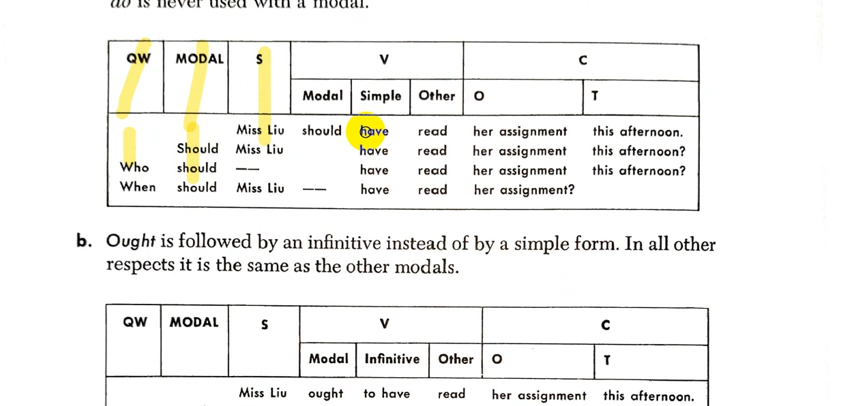 do is never used with a modal.
QW MODAL S V C
Modal Simple Other O T
Miss Liu should have read her assignment this afternoon.
Should Miss Liu have read her assignment this afternoon?
Who should —— have read her assignment this afternoon?
When should Miss Liu —— have read her assignment?
b. Ought is followed by an infinitive instead of by a simple form. In all other
respects it is the same as the other modals.
QW MODAL S V C
Modal Infinitive Other O T
Miss Liu ought to have read her assignment this afternoon.